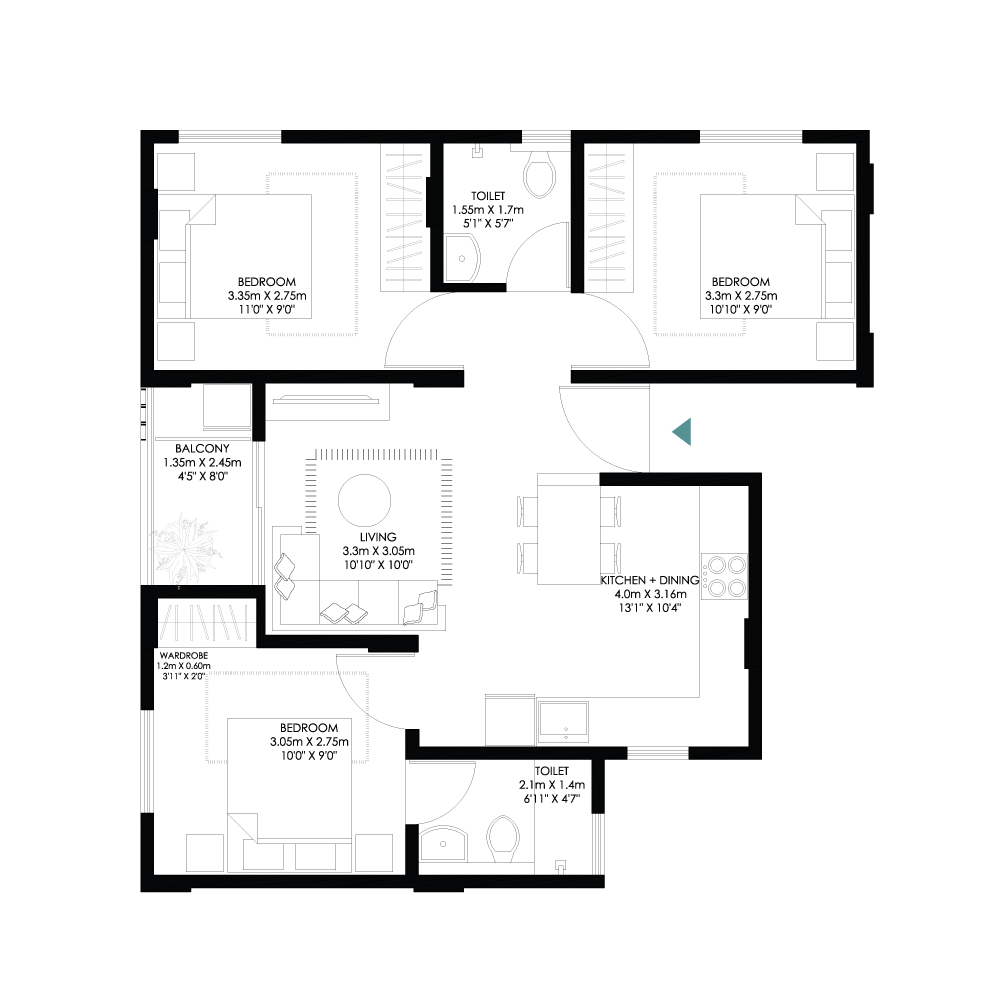 TOILET
1.55m X 1.7m
5'1" X 5'7"
BEDROOM
3.35m X 2.75m
11'0" X 9'0"
BEDROOM
3.3m X 2.75m
10'10" X 9'0"
BALCONY
1.35m X 2.45m
4'5" X 8'0"
LIVING
3.3m X 3.05m
10'10" X 10'0"
KITCHEN + DINING
4.0m X 3.16m
13'1" X 10'4"
WARDROBE
1.2m X 0.60m
3'11" X 2'0"
BEDROOM
3.05m X 2.75m
10'0" X 9'0"
TOILET
2.1m X 1.4m
6'11" X 4'7"